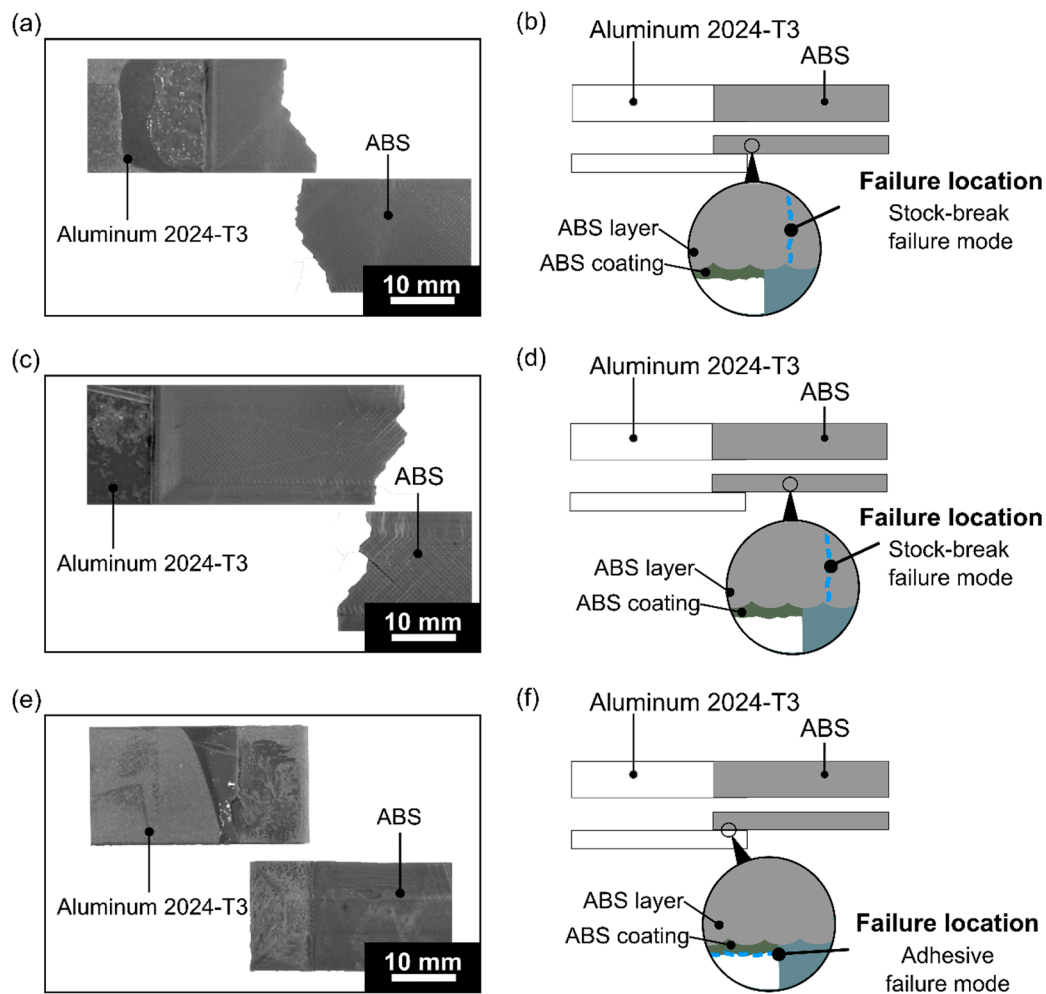 (a)
ABS
Aluminum 2024-T3
10 mm
(b)
Aluminum 2024-T3
ABS
Failure location
Stock-break
failure mode
ABS layer
ABS coating
(c)
ABS
Aluminum 2024-T3
10 mm
(d)
Aluminum 2024-T3
ABS
Failure location
Stock-break
failure mode
ABS layer
ABS coating
(e)
ABS
Aluminum 2024-T3
10 mm
(f)
Aluminum 2024-T3
ABS
ABS layer
ABS coating
Failure location
Adhesive
failure mode